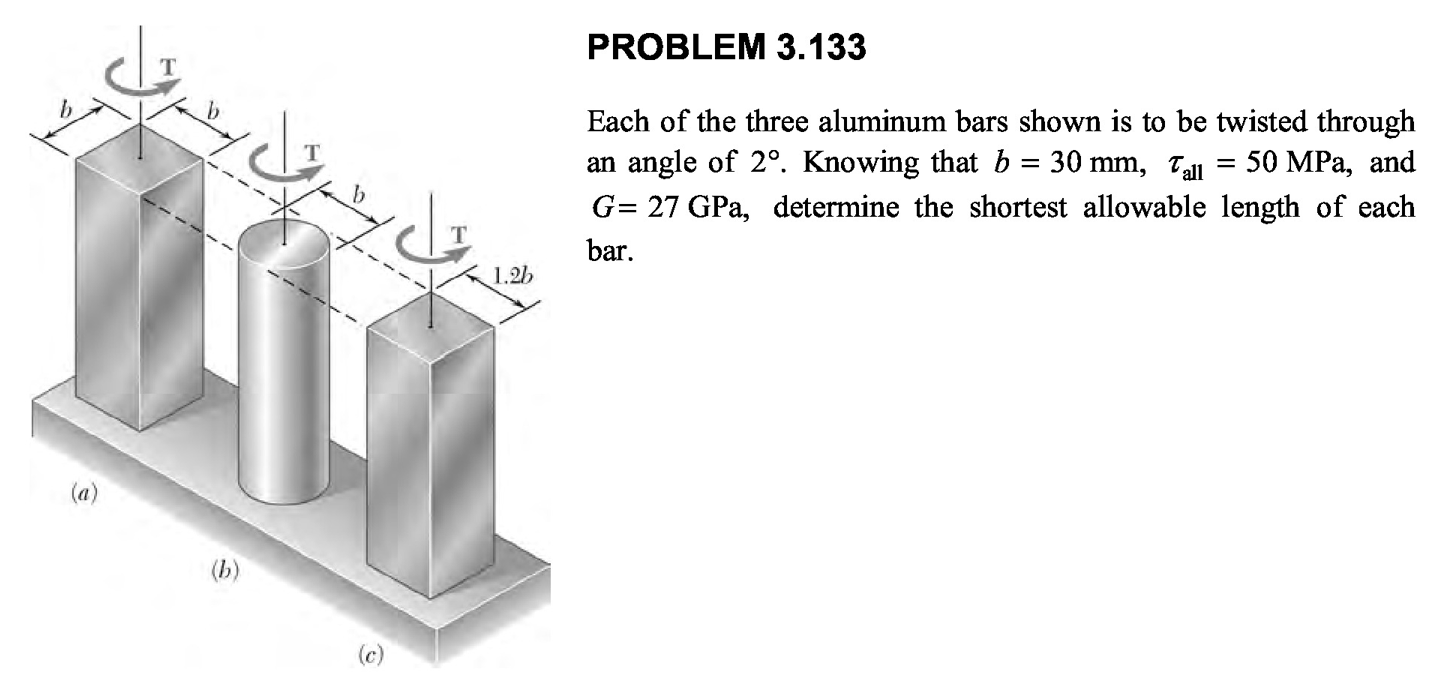 PROBLEM 3.133
Each of the three aluminum bars shown is to be twisted through
an angle of 2°. Knowing that b = 30 mm, τall = 50 MPa, and
G= 27 GPa, determine the shortest allowable length of each
bar.
T
b
b
T
b
T
1.2b
(a)
(b)
(c)